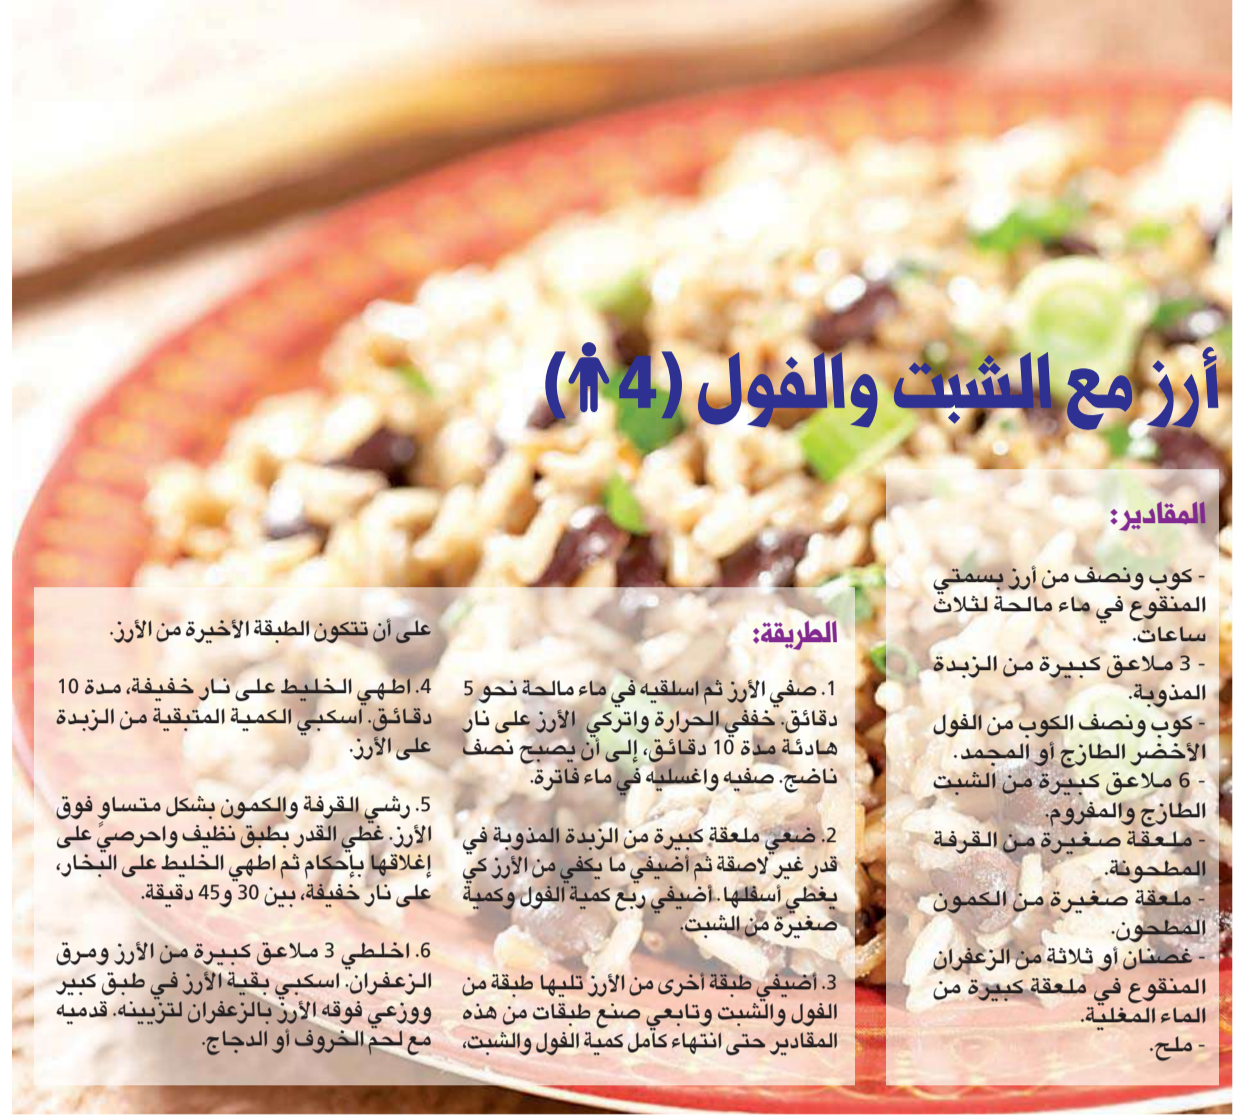 أرز مع الشبت والفول (4)
المقادير:
- كوب ونصف من أرز بسمتي
المنقوع في ماء مالحة لثلاث
ساعات.
- 3 ملاعق كبيرة من الزبدة
المذوبة.
- كوب ونصف الكوب من الفول
الأخضر الطازج أو المجمد.
- 6 ملاعق كبيرة من الشبت
الطازج والمفروم.
- ملعقة صغيرة من القرفة
المطحونة.
- ملعقة صغيرة من الكمون
المطحون.
- غصنان أو ثلاثة من الزعفران
المنقوع في ملعقة كبيرة من
الماء المغلية.
- ملح.
الطريقة:
1. صفي الأرز ثم اسلقيه في ماء مالحة نحو 5
دقائق. خففي الحرارة واتركي الأرز على نار
هادئة مدة 10 دقائق، إلى أن يصبح نصف
ناضج. صفيه واغسليه في ماء فاترة.
2. ضعي ملعقة كبيرة من الزبدة المذوبة في
قدر غير لاصقة ثم أضيفي ما يكفي من الأرز كي
يغطي أسفلها. أضيفي ربع كمية الفول وكمية
صغيرة من الشبت.
3. أضيفي طبقة أخرى من الأرز تليها طبقة من
الفول والشبت وتابعي صنع طبقات من هذه
المقادير حتى انتهاء كامل كمية الفول والشبت،
على أن تتكون الطبقة الأخيرة من الأرز.
4. اطهي الخليط على نار خفيفة، مدة 10
دقائق. اسكبي الكمية المتبقية من الزبدة
على الأرز.
5. رشي القرفة والكمون بشكل متساوٍ فوق
الأرز. غطي القدر بطبق نظيف واحرصي على
إغلاقها بإحكام ثم اطهي الخليط على البخار،
على نار خفيفة، بين 30 و45 دقيقة.
6. اخلطي 3 ملاعق كبيرة من الأرز ومرق
الزعفران. اسكبي بقية الأرز في طبق كبير
ووزعي فوقه الأرز بالزعفران لتزيينه. قدميه
مع لحم الخروف أو الدجاج.